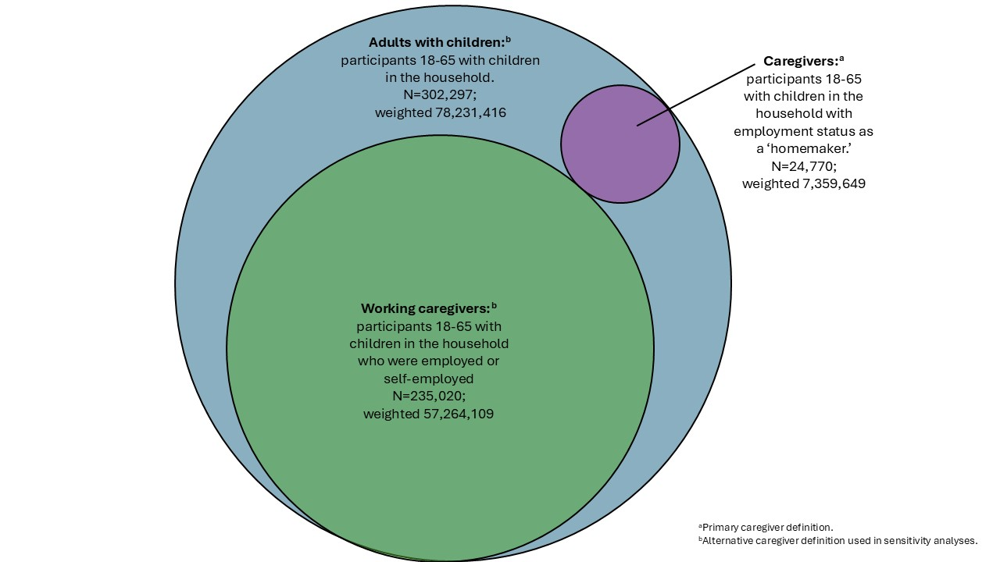 Adults with children:ᵇ
participants 18-65 with children
in the household.
N=302,297;
weighted 78,231,416
Caregivers:ᵃ
participants 18-65
with children in the
household with
employment status as
a ‘homemaker.’
N=24,770;
weighted 7,359,649
Working caregivers:ᵇ
participants 18-65 with
children in the household
who were employed or
self-employed
N=235,020;
weighted 57,264,109
ᵃPrimary caregiver definition.
ᵇAlternative caregiver definition used in sensitivity analyses.